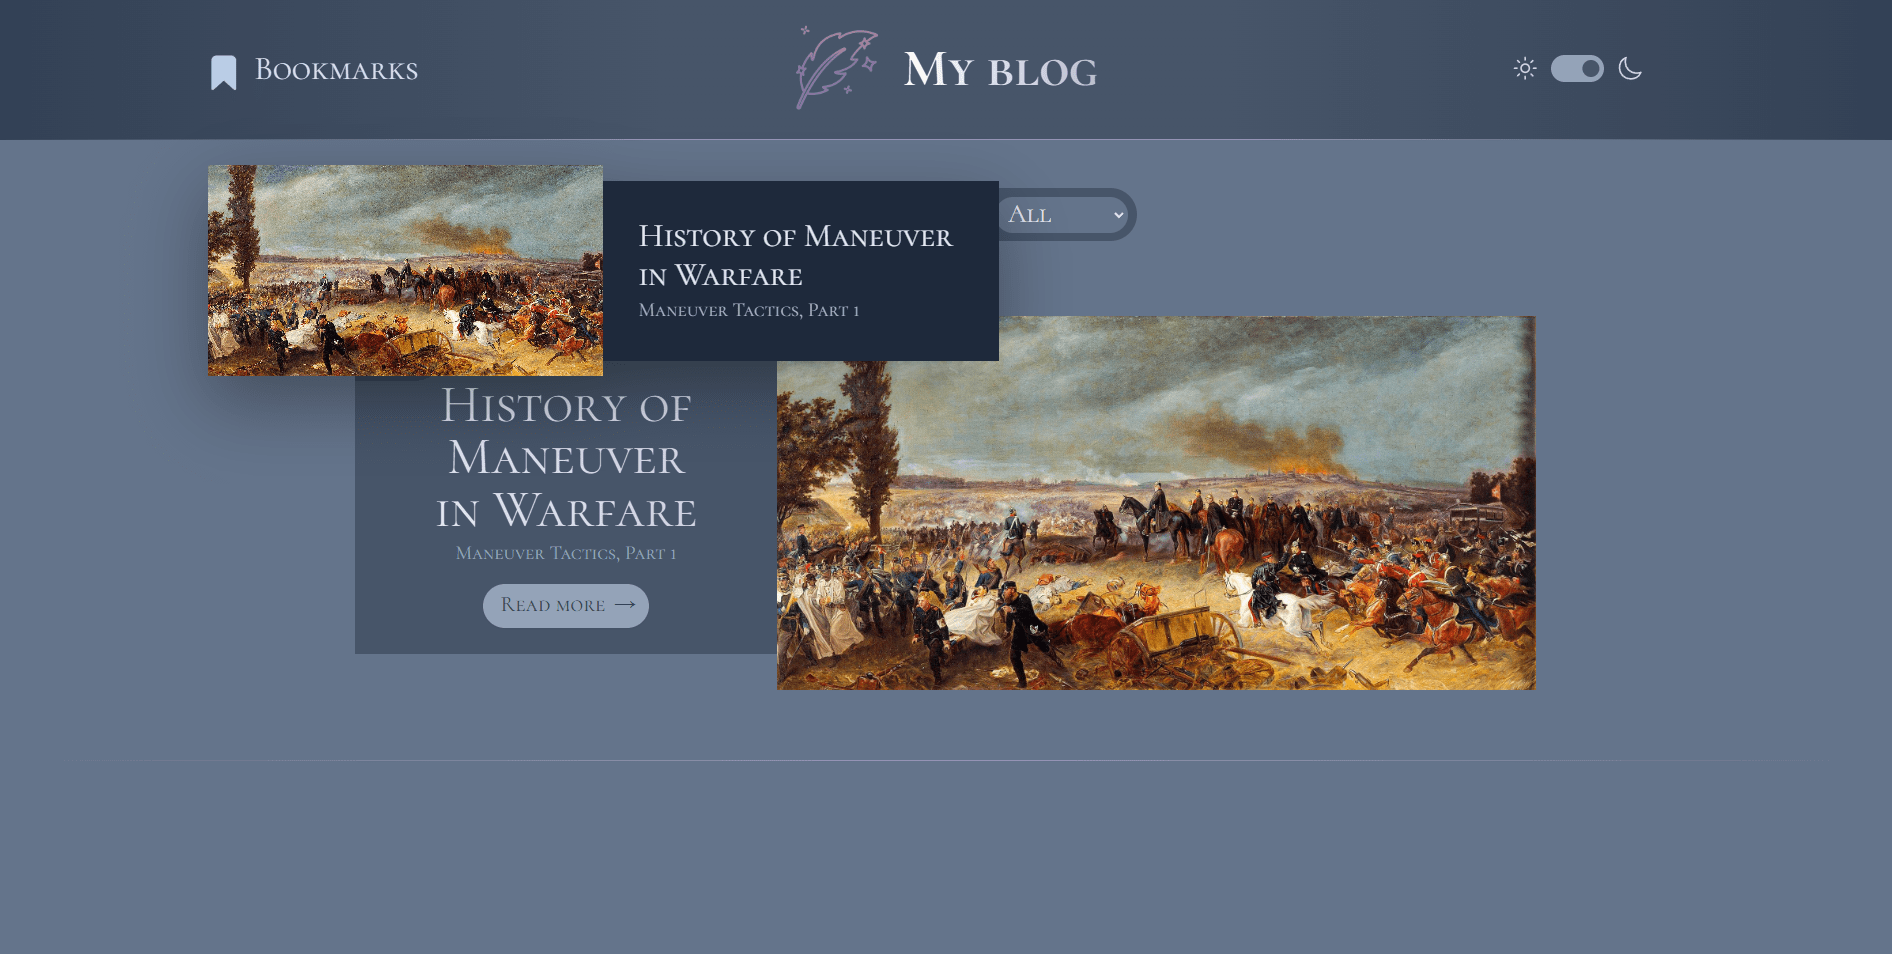 Bookmarks
My blog
History of Maneuver
in Warfare
Maneuver Tactics, Part 1
All
History of
Maneuver
in Warfare
Maneuver Tactics, Part 1
Read more →